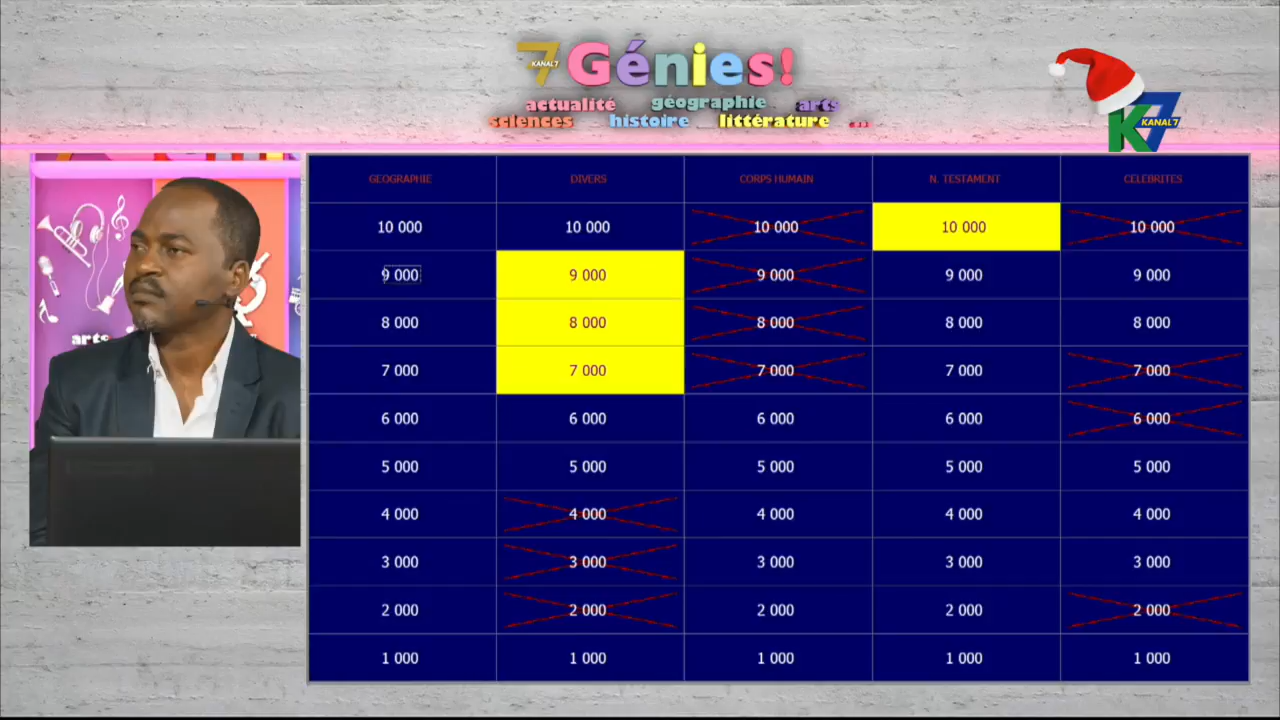 7 KANAL7 Génies!
actualité géographie arts
sciences histoire littérature ...
K7 KANAL7
arts
GEOGRAPHIE DIVERS CORPS HUMAIN N. TESTAMENT CELEBRITES
10 000 10 000 10 000 10 000 10 000
9 000 9 000 9 000 9 000 9 000
8 000 8 000 8 000 8 000 8 000
7 000 7 000 7 000 7 000 7 000
6 000 6 000 6 000 6 000 6 000
5 000 5 000 5 000 5 000 5 000
4 000 4 000 4 000 4 000 4 000
3 000 3 000 3 000 3 000 3 000
2 000 2 000 2 000 2 000 2 000
1 000 1 000 1 000 1 000 1 000